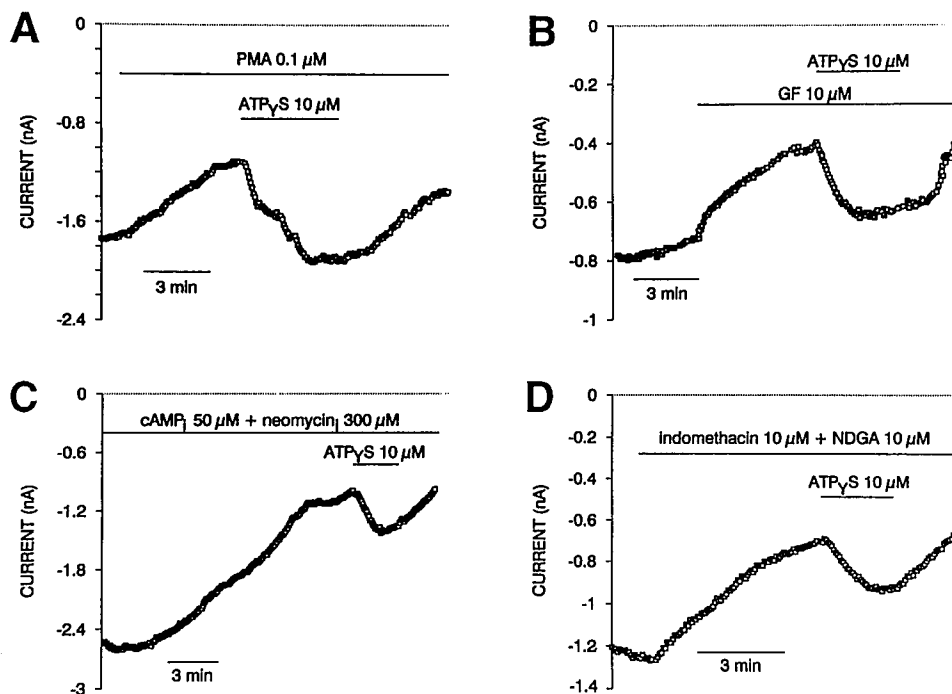 A
0
-0.8
-1.6
-2.4
CURRENT (nA)
PMA 0.1 µM
ATPγS 10 µM
3 min
B
0
-0.2
-0.4
-0.6
-0.8
-1
CURRENT (nA)
ATPγS 10 µM
GF 10 µM
3 min
C
0
-0.6
-1.2
-1.8
-2.4
-3
CURRENT (nA)
cAMPi 50 µM + neomycini 300 µM
ATPγS 10 µM
3 min
D
0
-0.2
-0.4
-0.6
-0.8
-1
-1.2
-1.4
CURRENT (nA)
indomethacin 10 µM + NDGA 10 µM
ATPγS 10 µM
3 min